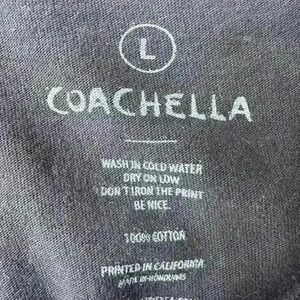 L
COACHELLA
WASH IN COLD WATER
DRY ON LOW
DON'T IRON THE PRINT
BE NICE.
100% COTTON
PRINTED IN CALIFORNIA
MADE IN HONDURAS